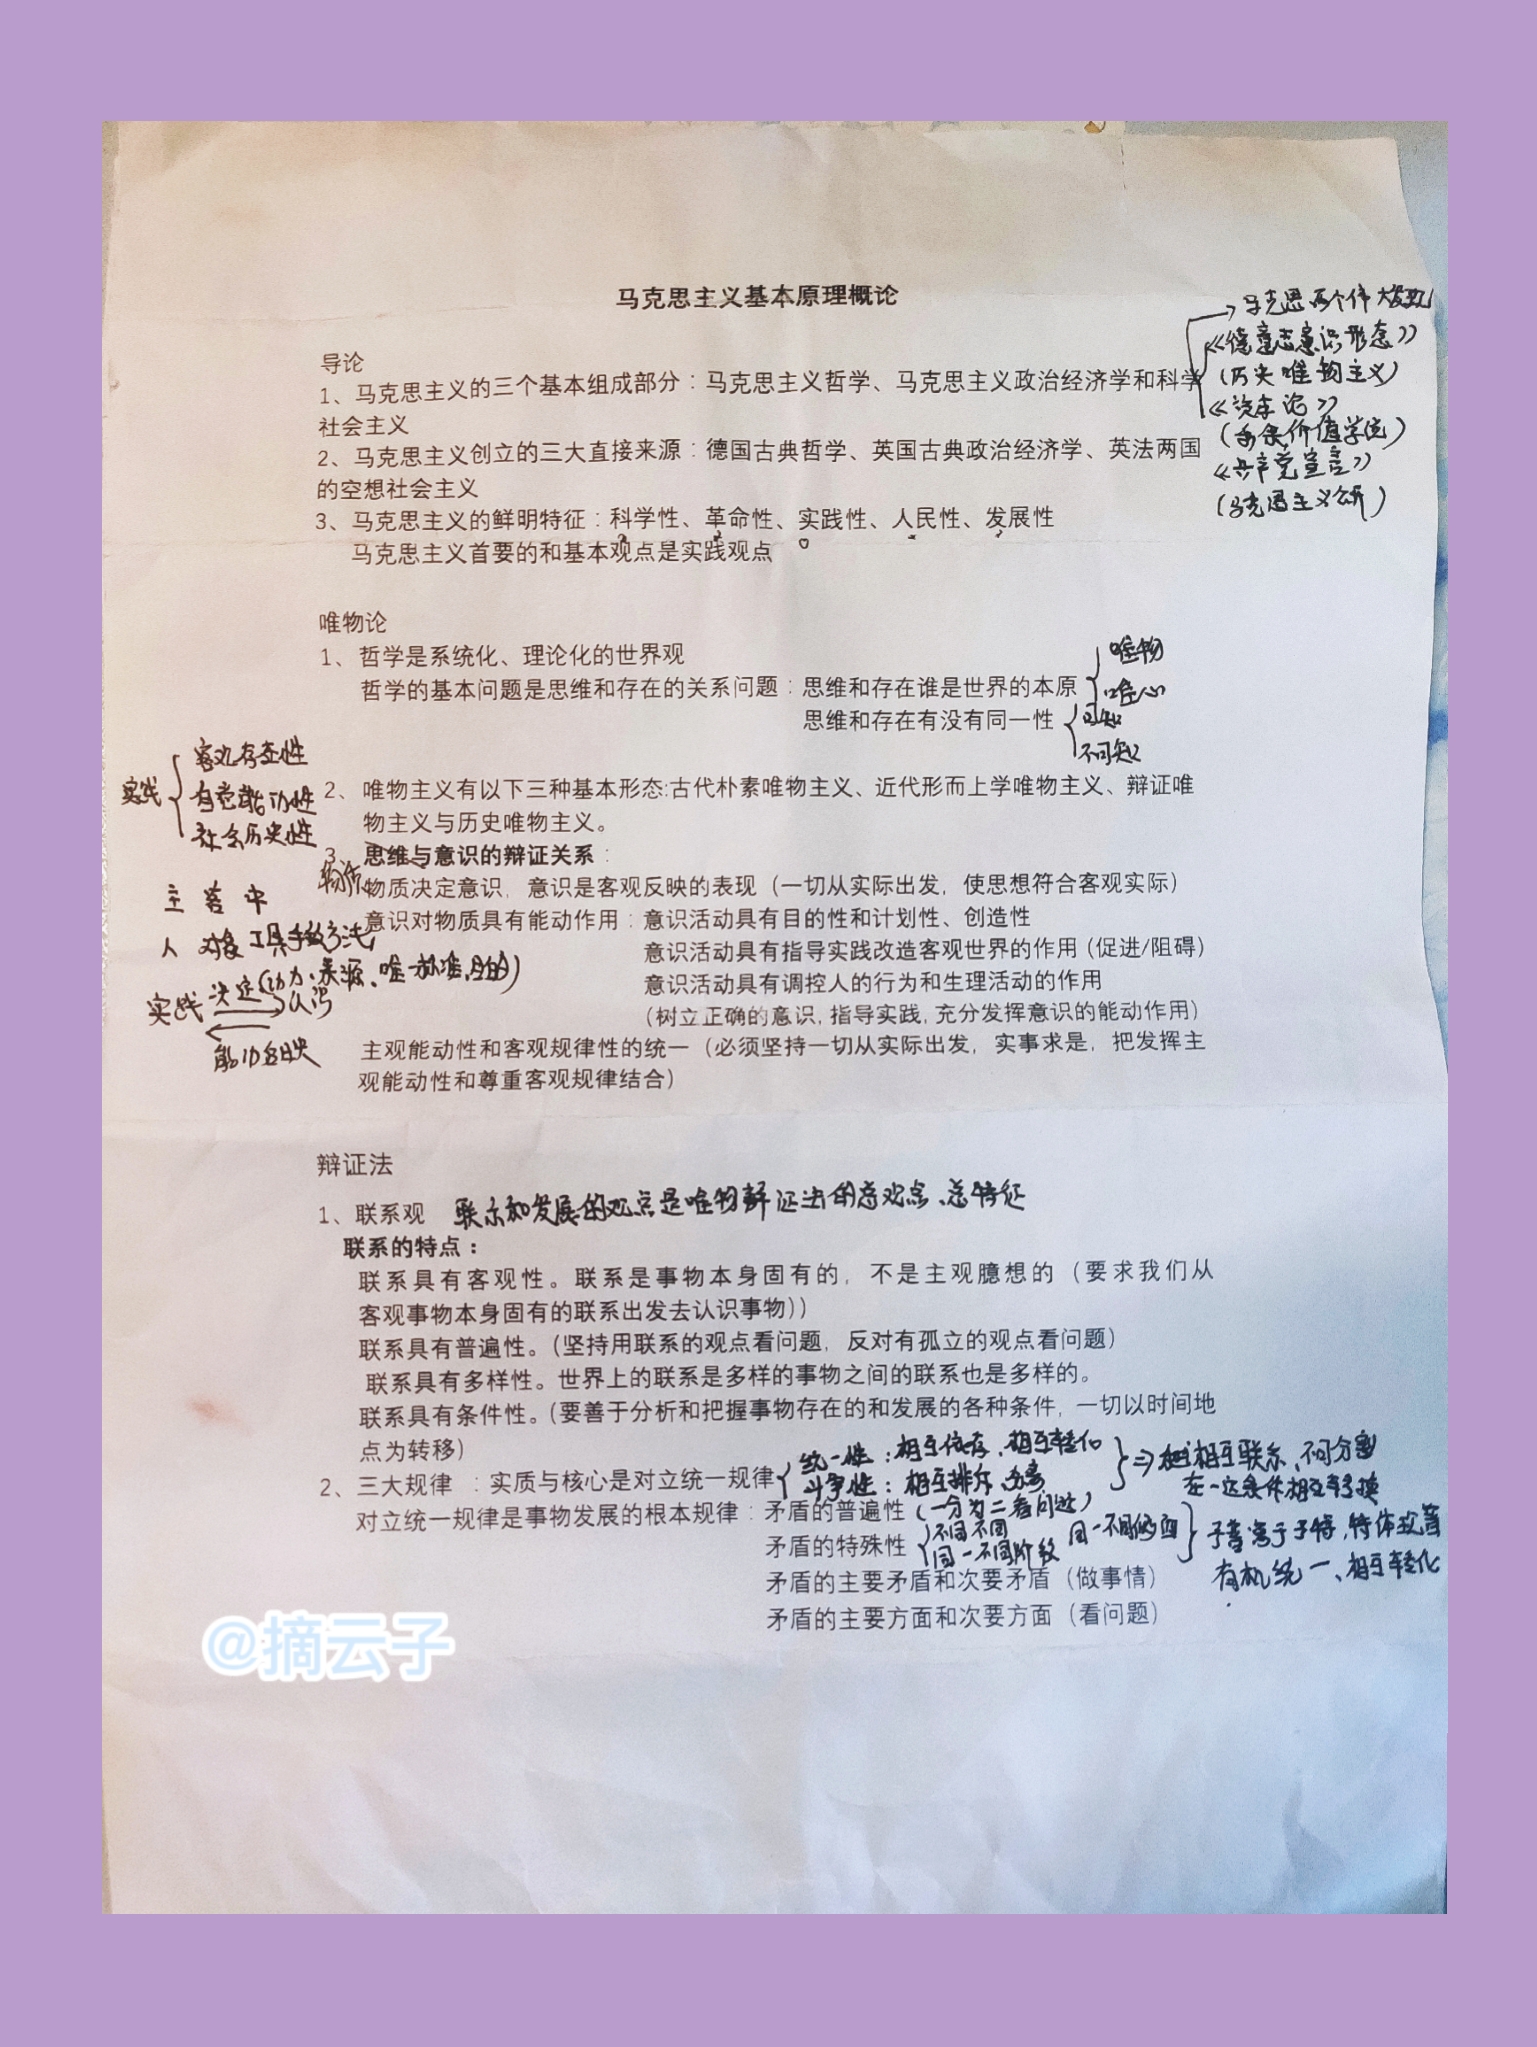 马克思主义基本原理概论
马克思两个伟大发现
《德意志意识形态》
(历史唯物主义)
《资本论》
(剩余价值学说)
《共产党宣言》
(马克思主义公开)
导论
1、马克思主义的三个基本组成部分：马克思主义哲学、马克思主义政治经济学和科学
社会主义
2、马克思主义创立的三大直接来源：德国古典哲学、英国古典政治经济学、英法两国
的空想社会主义
3、马克思主义的鲜明特征：科学性、革命性、实践性、人民性、发展性
马克思主义首要的和基本观点是实践观点
唯物论
1、哲学是系统化、理论化的世界观
哲学的基本问题是思维和存在的关系问题：思维和存在谁是世界的本原
唯物
唯心
思维和存在有没有同一性
可知
不可知
实践
客观存在性
自觉能动性
社会历史性
2、唯物主义有以下三种基本形态:古代朴素唯物主义、近代形而上学唯物主义、辩证唯
物主义与历史唯物主义。
3、思维与意识的辩证关系：
物质
物质决定意识，意识是客观反映的表现（一切从实际出发，使思想符合客观实际）
意识对物质具有能动作用：意识活动具有目的性和计划性、创造性
意识活动具有指导实践改造客观世界的作用（促进/阻碍）
意识活动具有调控人的行为和生理活动的作用
（树立正确的意识，指导实践，充分发挥意识的能动作用）
主观能动性和客观规律性的统一（必须坚持一切从实际出发，实事求是，把发挥主
观能动性和尊重客观规律结合）
主 客 中
人 对象 工具手段方法
实践 决定(动力、来源、唯一标准、目的)
认识
能动反映
辩证法
1、联系观 联系和发展的观点是唯物辩证法的总观点、总特征
联系的特点：
联系具有客观性。联系是事物本身固有的，不是主观臆想的（要求我们从
客观事物本身固有的联系出发去认识事物））
联系具有普遍性。（坚持用联系的观点看问题，反对有孤立的观点看问题）
联系具有多样性。世界上的联系是多样的事物之间的联系也是多样的。
联系具有条件性。（要善于分析和把握事物存在的和发展的各种条件，一切以时间地
点为转移）
2、三大规律 ：实质与核心是对立统一规律
统一性：相互依存、相互转化
斗争性：相互排斥、
相互联系、不可分割
在一定条件相互转换
对立统一规律是事物发展的根本规律：矛盾的普遍性（一分为二看问题）
矛盾的特殊性
不同不同
同一不同阶段
同一不同方面
矛盾的主要矛盾和次要矛盾（做事情）
矛盾的主要方面和次要方面（看问题）
有机统一、相互转化
@摘云子